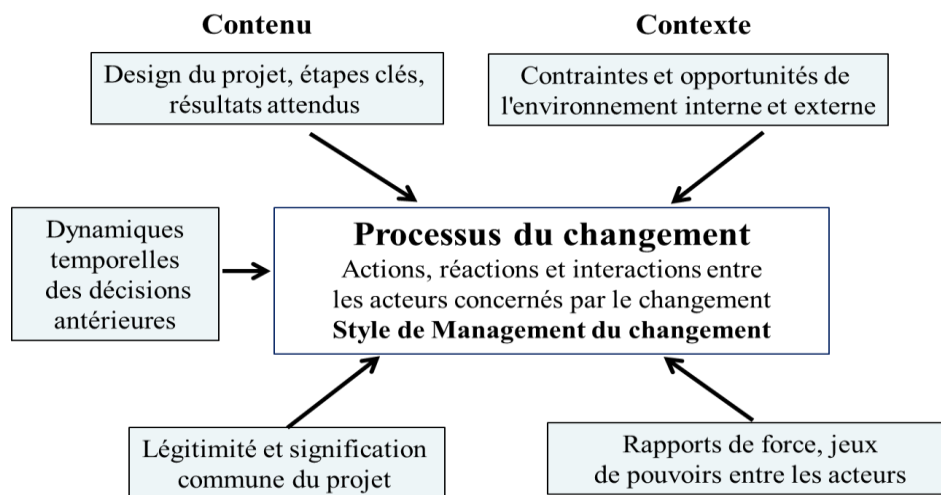 Contenu
Contexte
Design du projet, étapes clés,
résultats attendus
Contraintes et opportunités de
l'environnement interne et externe
Dynamiques
temporelles
des décisions
antérieures
Processus du changement
Actions, réactions et interactions entre
les acteurs concernés par le changement
Style de Management du changement
Légitimité et signification
commune du projet
Rapports de force, jeux
de pouvoirs entre les acteurs